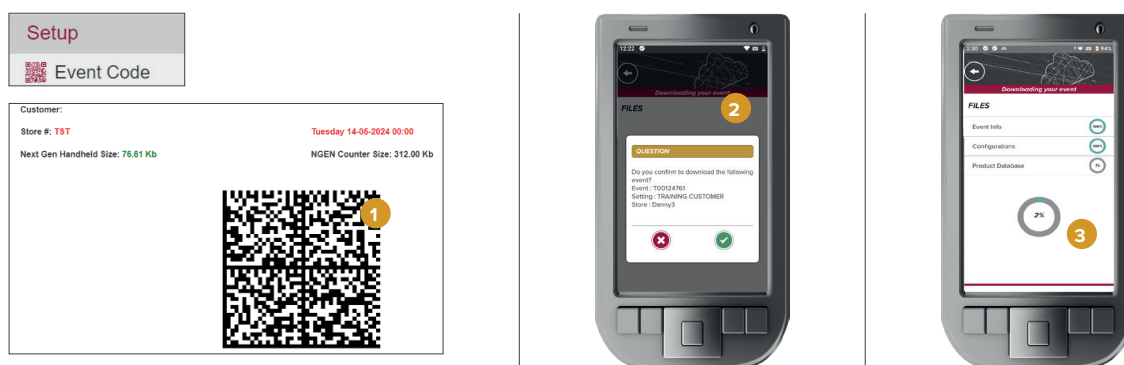 Setup
Event Code
Customer:
Store #: TST
Tuesday 14-05-2024 00:00
Next Gen Handheld Size: 76.61 Kb
NGEN Counter Size: 312.00 Kb
1
12:22
Downloading your event
2
FILES
QUESTION
Do you confirm to download the following
event?
Event : T00124761
Setting : TRAINING CUSTOMER
Store : Danny3
2:30
94%
Downloading your event
FILES
Event Info
100%
Configurations
100%
Product Database
2%
3